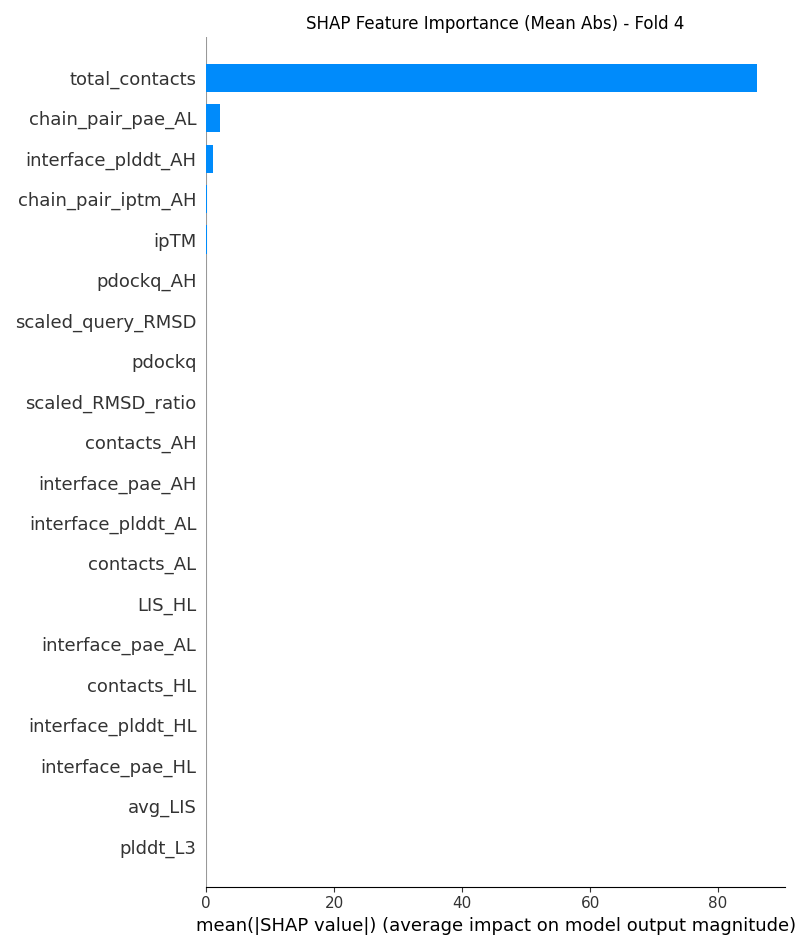 SHAP Feature Importance (Mean Abs) - Fold 4
total_contacts
chain_pair_pae_AL
interface_plddt_AH
chain_pair_iptm_AH
ipTM
pdockq_AH
scaled_query_RMSD
pdockq
scaled_RMSD_ratio
contacts_AH
interface_pae_AH
interface_plddt_AL
contacts_AL
LIS_HL
interface_pae_AL
contacts_HL
interface_plddt_HL
interface_pae_HL
avg_LIS
plddt_L3
0 20 40 60 80
mean(|SHAP value|) (average impact on model output magnitude)